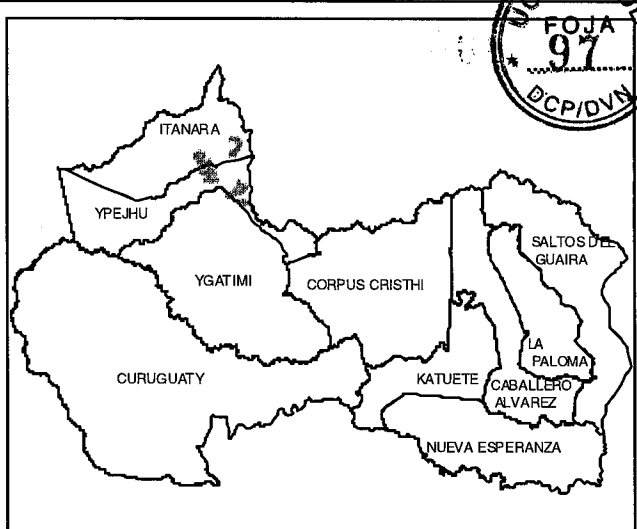 FOJA
97
DCP/DVN
ITANARA
YPEJHU
YGATIMI
CORPUS CRISTHI
SALTOS DEL
GUAIRA
LA
PALOMA
CURUGUATY
KATUETE
CABALLERO
ALVAREZ
NUEVA ESPERANZA